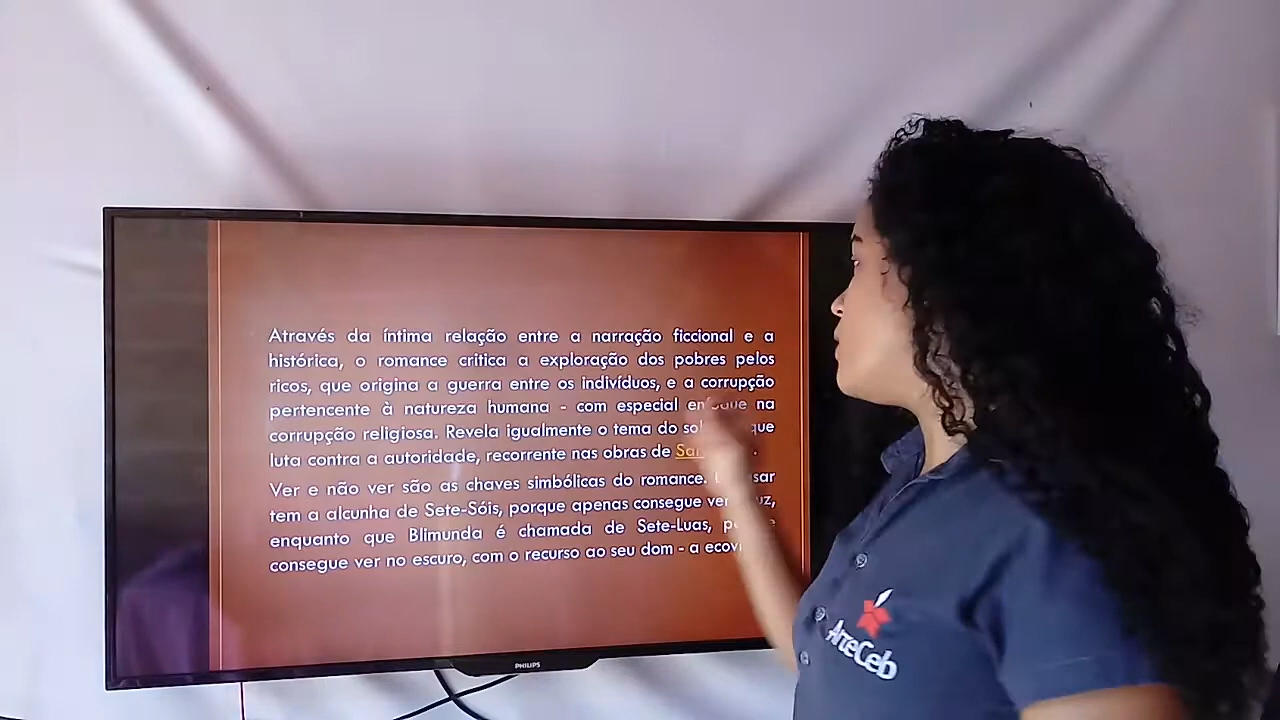 Através da íntima relação entre a narração ficcional e a
histórica, o romance critica a exploração dos pobres pelos
ricos, que origina a guerra entre os indivíduos, e a corrupção
pertencente à natureza humana - com especial enfoque na
corrupção religiosa. Revela igualmente o tema do que
luta contra a autoridade, recorrente nas obras de
Ver e não ver são as chaves simbólicas do romance.
tem a alcunha de Sete-Sóis, porque apenas consegue ver
enquanto que Blimunda é chamada de Sete-Luas,
consegue ver no escuro, com o recurso ao seu dom - a
PHILIPS
ArteCeb